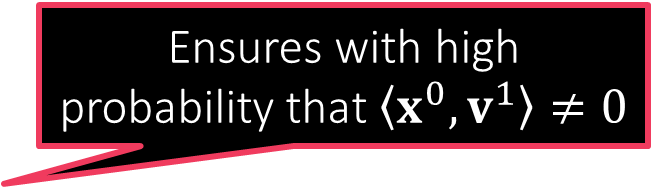 Ensures with high
probability that ⟨𝐱⁰, 𝐯¹⟩ ≠ 0